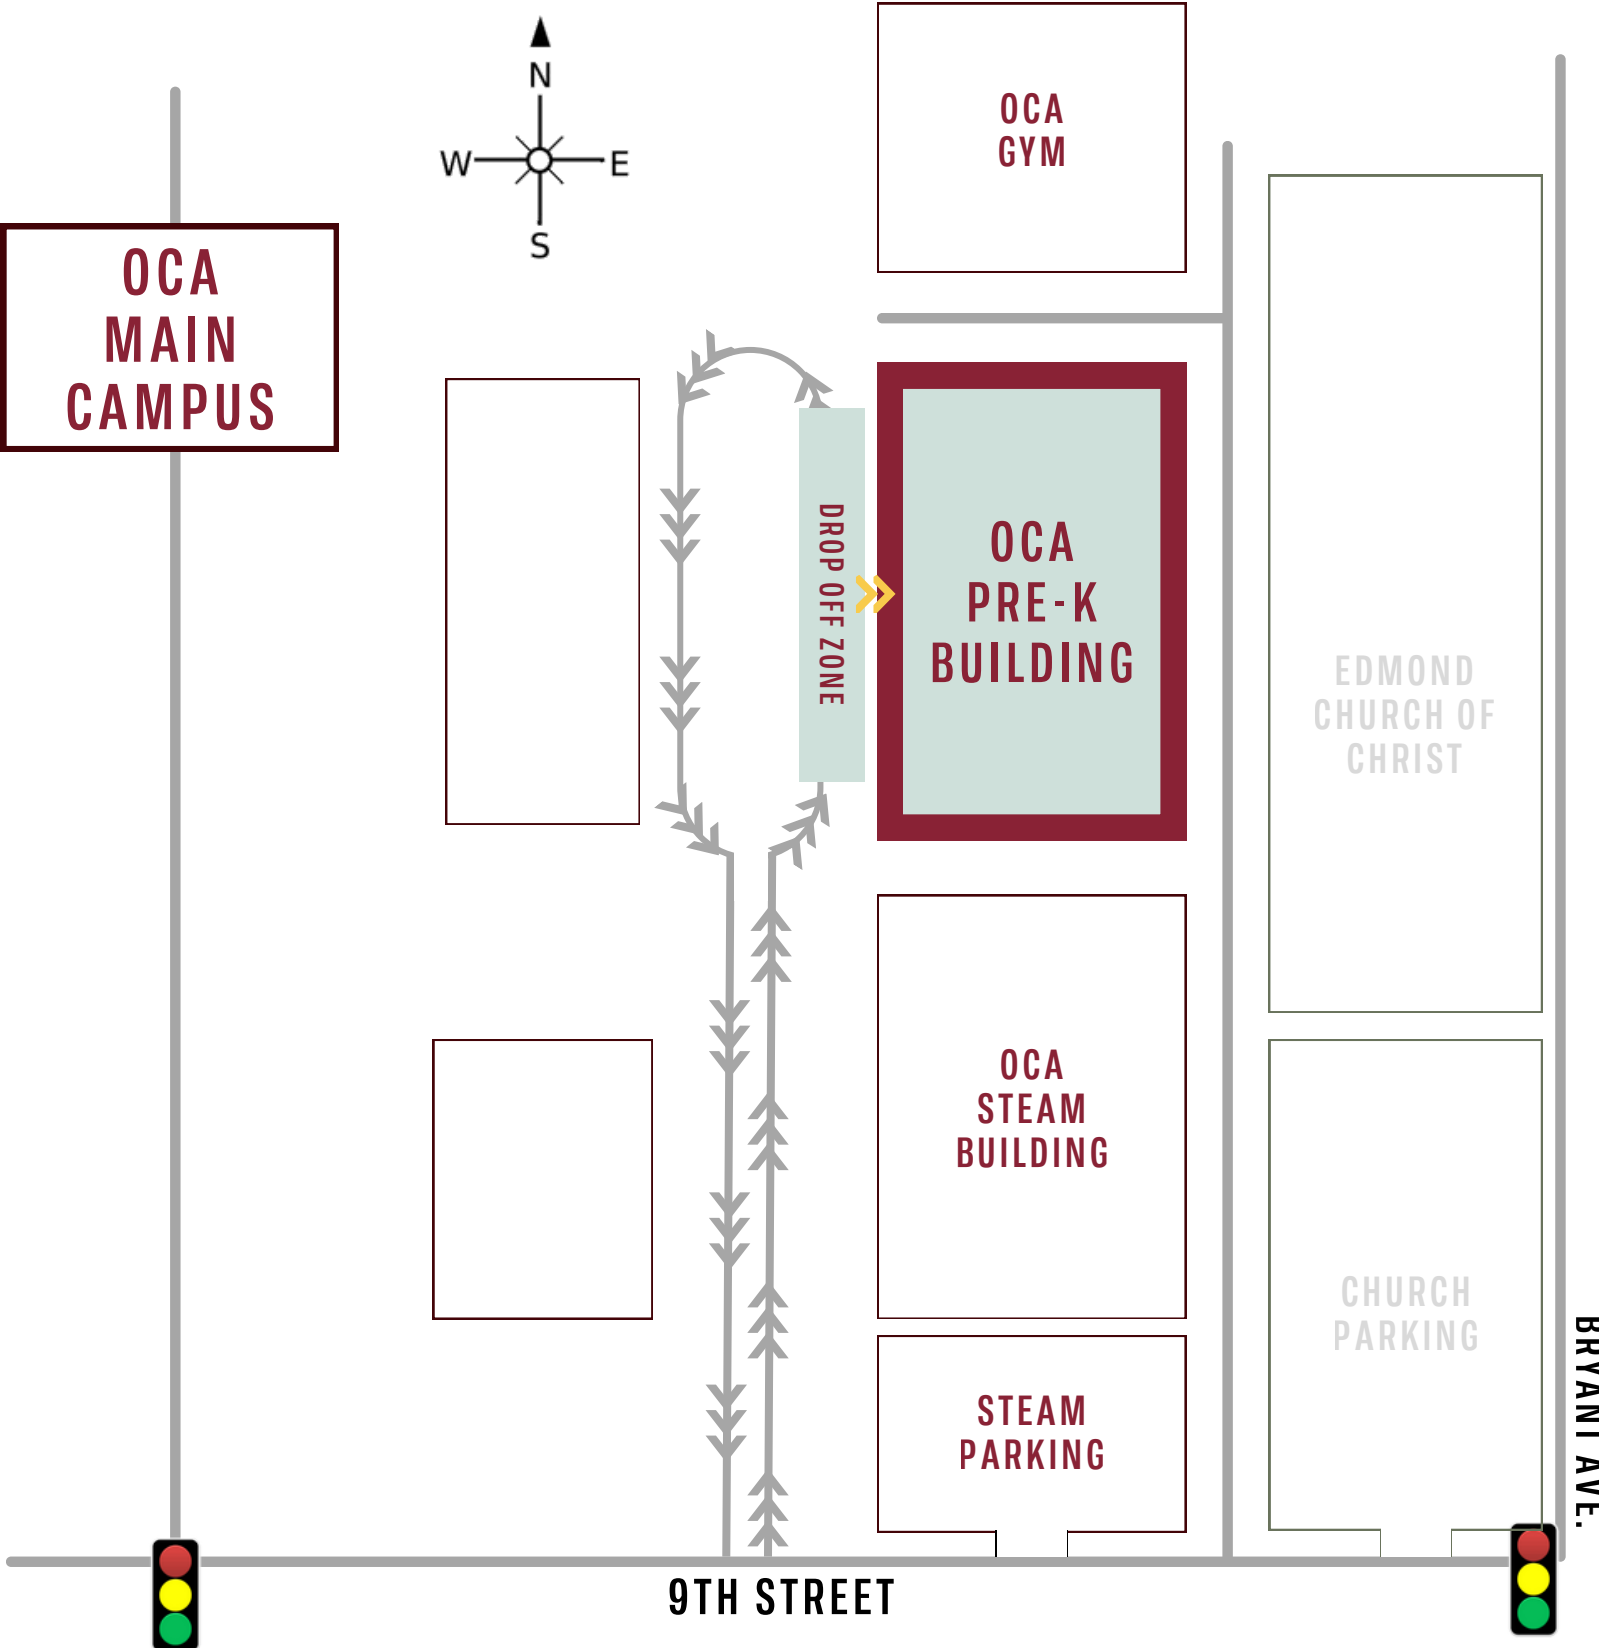 N
W
E
S
OCA
GYM
OCA
MAIN
CAMPUS
DROP OFF ZONE
OCA
PRE-K
BUILDING
EDMOND
CHURCH OF
CHRIST
OCA
STEAM
BUILDING
CHURCH
PARKING
STEAM
PARKING
BRYANT AVE.
9TH STREET